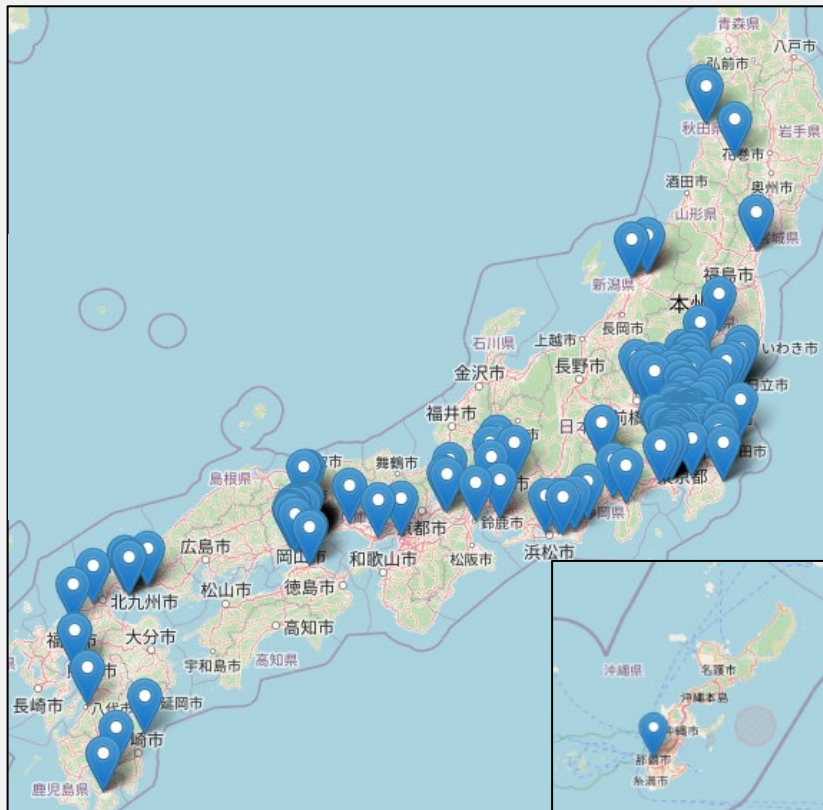 青森県
弘前市
八戸市
秋田県
岩手県
花巻市
奥州市
酒田市
山形県
宮城県
新潟県
福島市
本州
長岡市
上越市
いわき市
石川県
長野市
金沢市
日立市
前橋
福井市
舞鶴市
島根県
東京都
京都市
鈴鹿市
広島市
岡山市
和歌山市
浜松市
松阪市
北九州市
松山市
徳島市
高知市
大分市
宇和島市
高知県
長崎市
八代市
延岡市
鹿児島県
沖縄県
名護市
沖縄本島
沖縄市
那覇市
糸満市